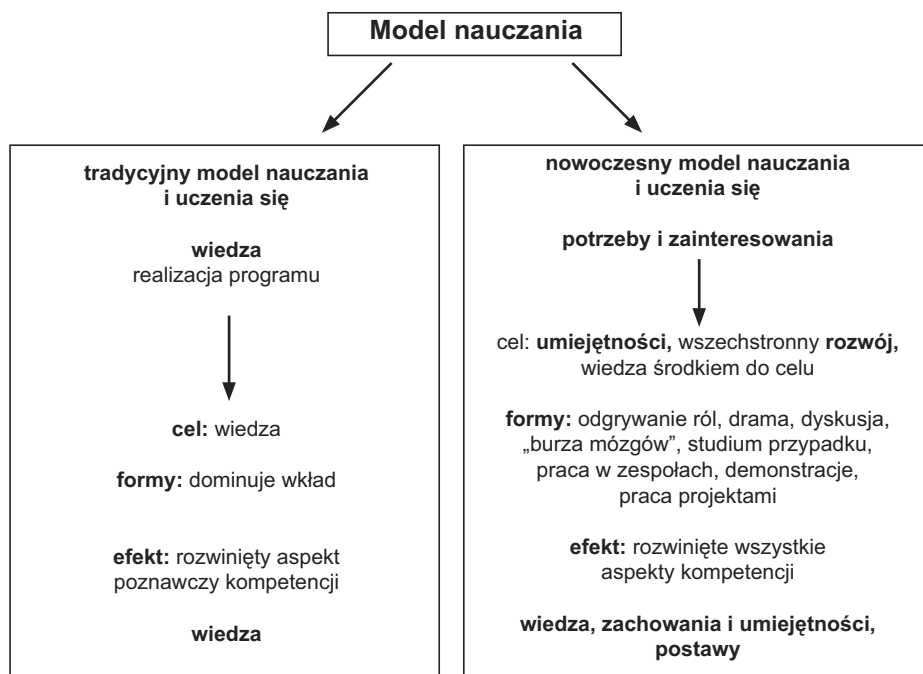 Model nauczania
tradycyjny model nauczania
i uczenia się
wiedza
realizacja programu
cel: wiedza
formy: dominuje wkład
efekt: rozwinięty aspekt
poznawczy kompetencji
wiedza
nowoczesny model nauczania
i uczenia się
potrzeby i zainteresowania
cel: umiejętności, wszechstronny rozwój,
wiedza środkiem do celu
formy: odgrywanie ról, drama, dyskusja,
„burza mózgów”, studium przypadku,
praca w zespołach, demonstracje,
praca projektami
efekt: rozwinięte wszystkie
aspekty kompetencji
wiedza, zachowania i umiejętności,
postawy